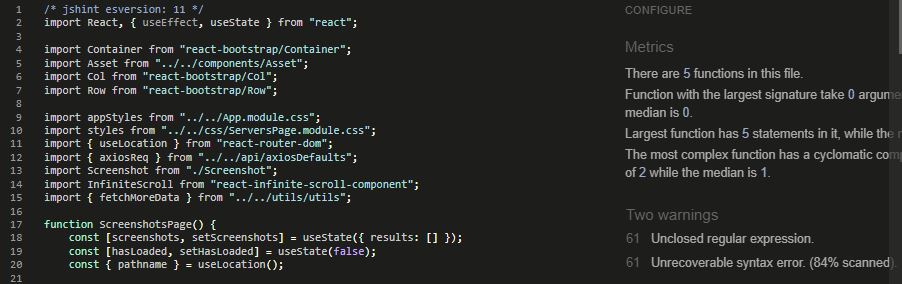 1 /* jshint esversion: 11 */
2 import React, { useEffect, useState } from "react";
3
4 import Container from "react-bootstrap/Container";
5 import Asset from "../../components/Asset";
6 import Col from "react-bootstrap/Col";
7 import Row from "react-bootstrap/Row";
8
9 import appStyles from "../../App.module.css";
10 import styles from "../../css/ServersPage.module.css";
11 import { useLocation } from "react-router-dom";
12 import { axiosReq } from "../../api/axiosDefaults";
13 import Screenshot from "./Screenshot";
14 import InfiniteScroll from "react-infinite-scroll-component";
15 import { fetchMoreData } from "../../utils/utils";
16
17 function ScreenshotsPage() {
18 const [screenshots, setScreenshots] = useState({ results: [] });
19 const [hasLoaded, setHasLoaded] = useState(false);
20 const { pathname } = useLocation();
21
CONFIGURE
Metrics
There are 5 functions in this file.
Function with the largest signature take 0 argume
median is 0.
Largest function has 5 statements in it, while the
The most complex function has a cyclomatic com
of 2 while the median is 1.
Two warnings
61 Unclosed regular expression.
61 Unrecoverable syntax error. (84% scanned).